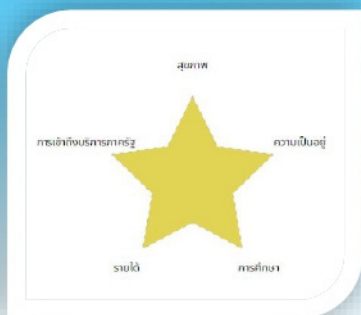 สุขภาพ
การเข้าถึงบริการภาครัฐ
ความเป็นอยู่
รายได้
การศึกษา